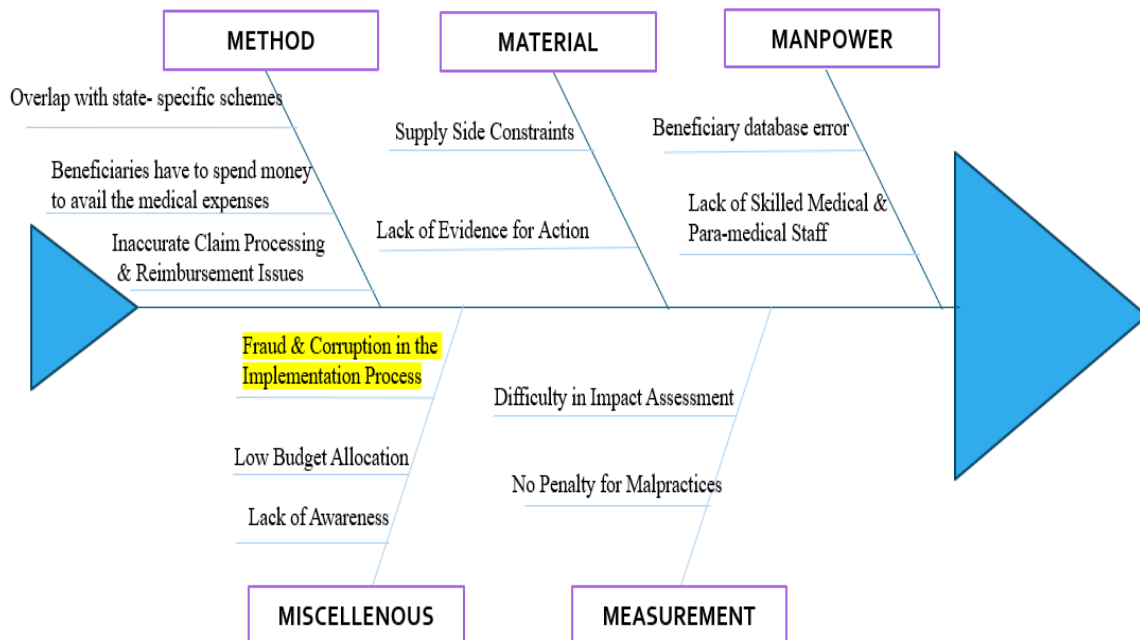 METHOD
MATERIAL
MANPOWER
Overlap with state- specific schemes
Beneficiaries have to spend money
to avail the medical expenses
Inaccurate Claim Processing
& Reimbursement Issues
Supply Side Constraints
Lack of Evidence for Action
Beneficiary database error
Lack of Skilled Medical &
Para-medical Staff
Fraud & Corruption in the
Implementation Process
Low Budget Allocation
Lack of Awareness
Difficulty in Impact Assessment
No Penalty for Malpractices
MISCELLENOUS
MEASUREMENT